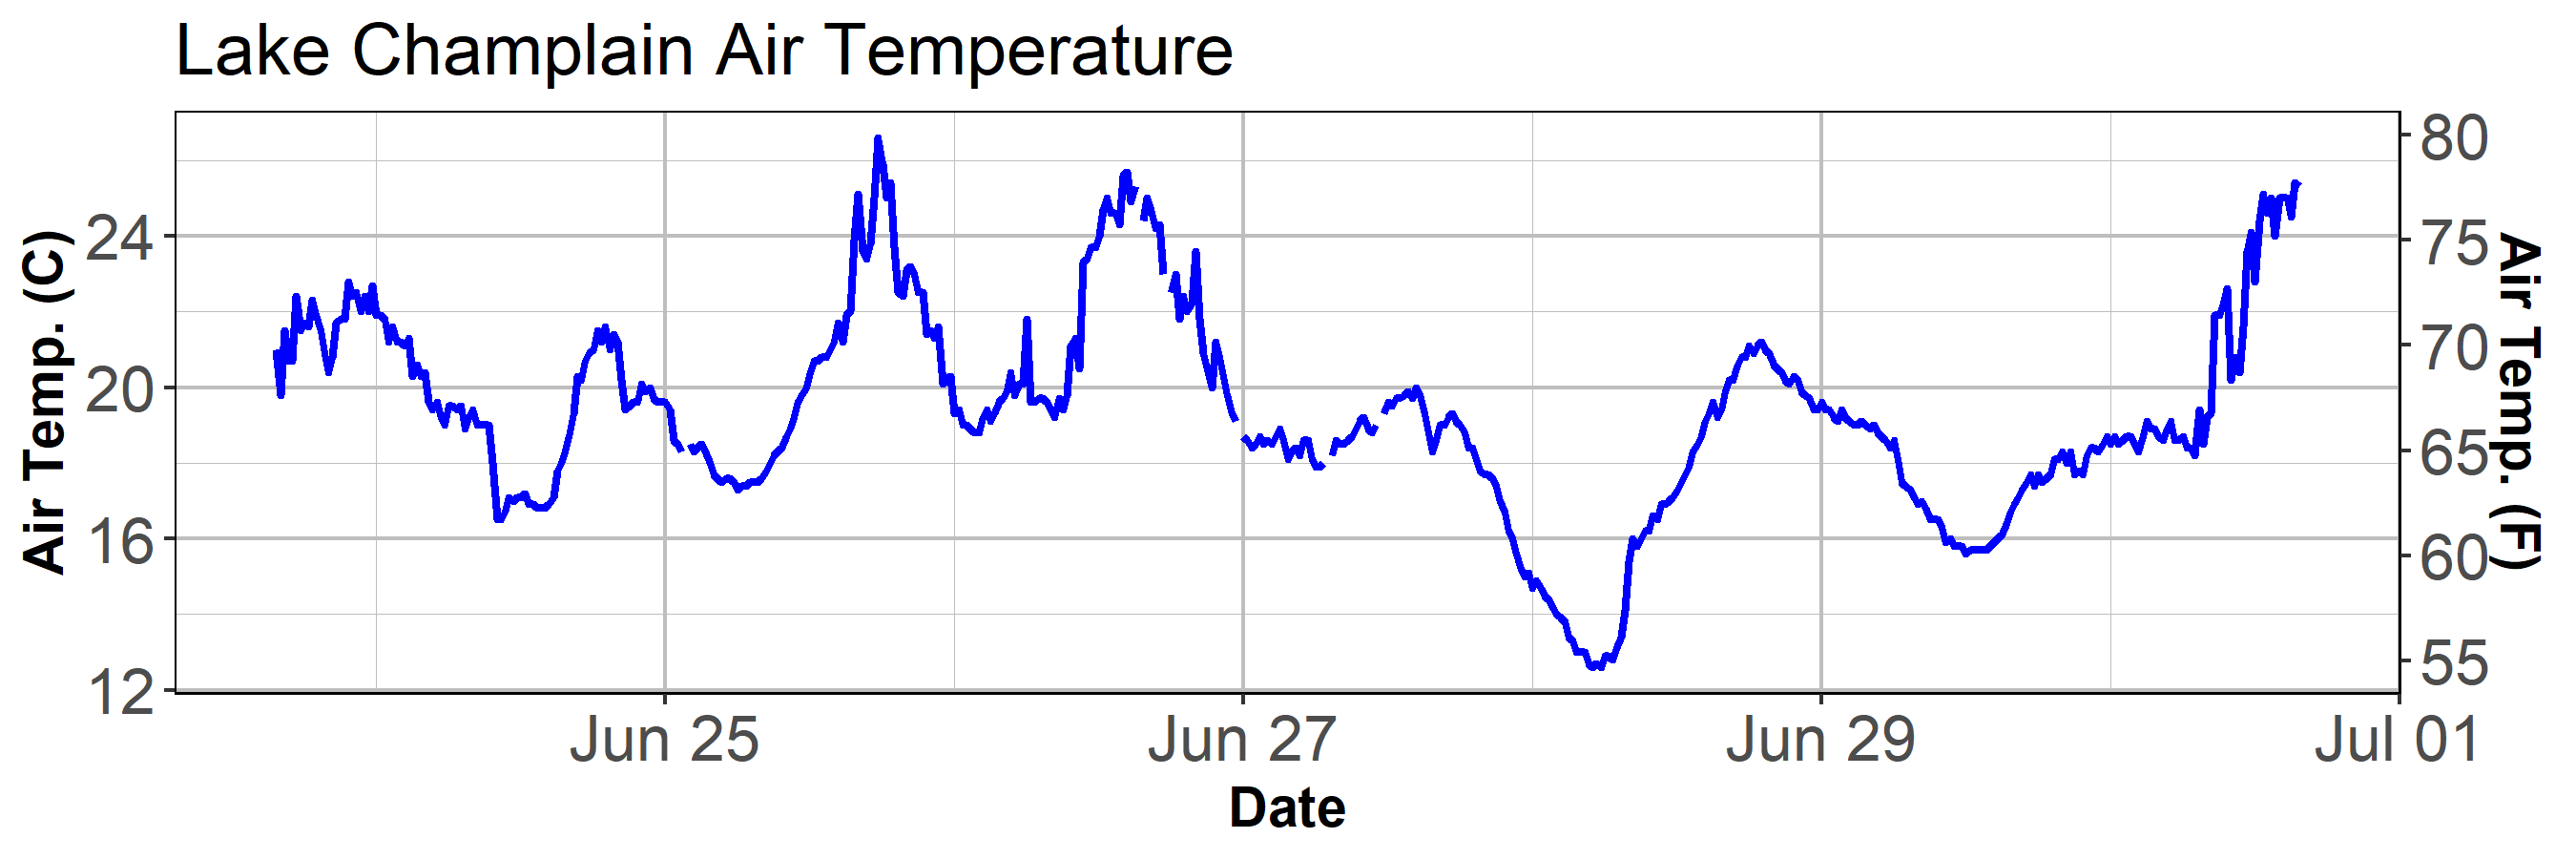 Lake Champlain Air Temperature
Air Temp. (C)
24
20
16
12
80
75
70
65
60
55
Air Temp. (F)
Jun 25
Jun 27
Jun 29
Jul 01
Date